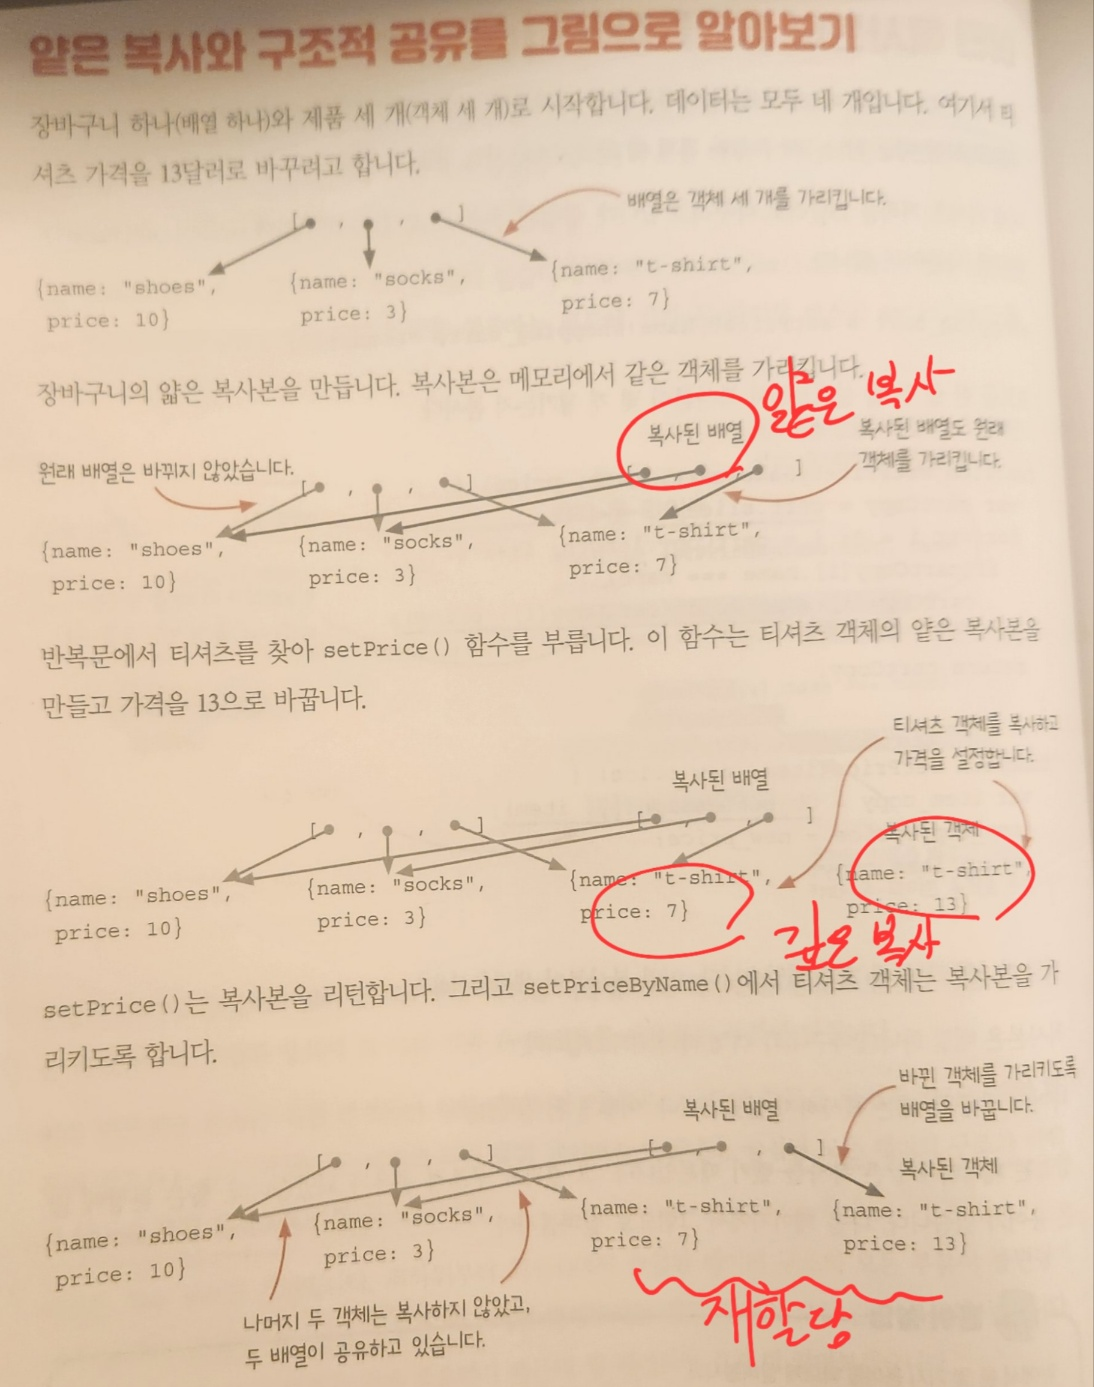 얕은 복사와 구조적 공유를 그림으로 알아보기
장바구니 하나(배열 하나)와 제품 세 개(객체 세 개)로 시작합니다. 데이터는 모두 네 개입니다. 여기서 티
셔츠 가격을 13달러로 바꾸려고 합니다.
배열은 객체 세 개를 가리킵니다.
[ , , ]
{name: "shoes", {name: "socks", {name: "t-shirt",
price: 10} price: 3} price: 7}
장바구니의 얇은 복사본을 만듭니다. 복사본은 메모리에서 같은 객체를 가리킵니다.
얕은 복사
복사된 배열 복사된 배열도 원래
원래 배열은 바뀌지 않았습니다. 객체를 가리킵니다.
[ , , ] [ , , ]
{name: "shoes", {name: "socks", {name: "t-shirt",
price: 10} price: 3} price: 7}
반복문에서 티셔츠를 찾아 setPrice() 함수를 부릅니다. 이 함수는 티셔츠 객체의 얕은 복사본을
만들고 가격을 13으로 바꿉니다.
티셔츠 객체를 복사하고
가격을 설정합니다.
복사된 배열
[ , , ] [ , , ]
복사된 객체
{name: "shoes", {name: "socks", {name: "t-shirt", {name: "t-shirt",
price: 10} price: 3} price: 7} price: 13}
깊은 복사
setPrice()는 복사본을 리턴합니다. 그리고 setPriceByName()에서 티셔츠 객체는 복사본을 가
리키도록 합니다.
바뀐 객체를 가리키도록
복사된 배열 배열을 바꿉니다.
[ , , ] [ , , ]
복사된 객체
{name: "shoes", {name: "socks", {name: "t-shirt", {name: "t-shirt",
price: 10} price: 3} price: 7} price: 13}
나머지 두 객체는 복사하지 않았고,
두 배열이 공유하고 있습니다.
재할당